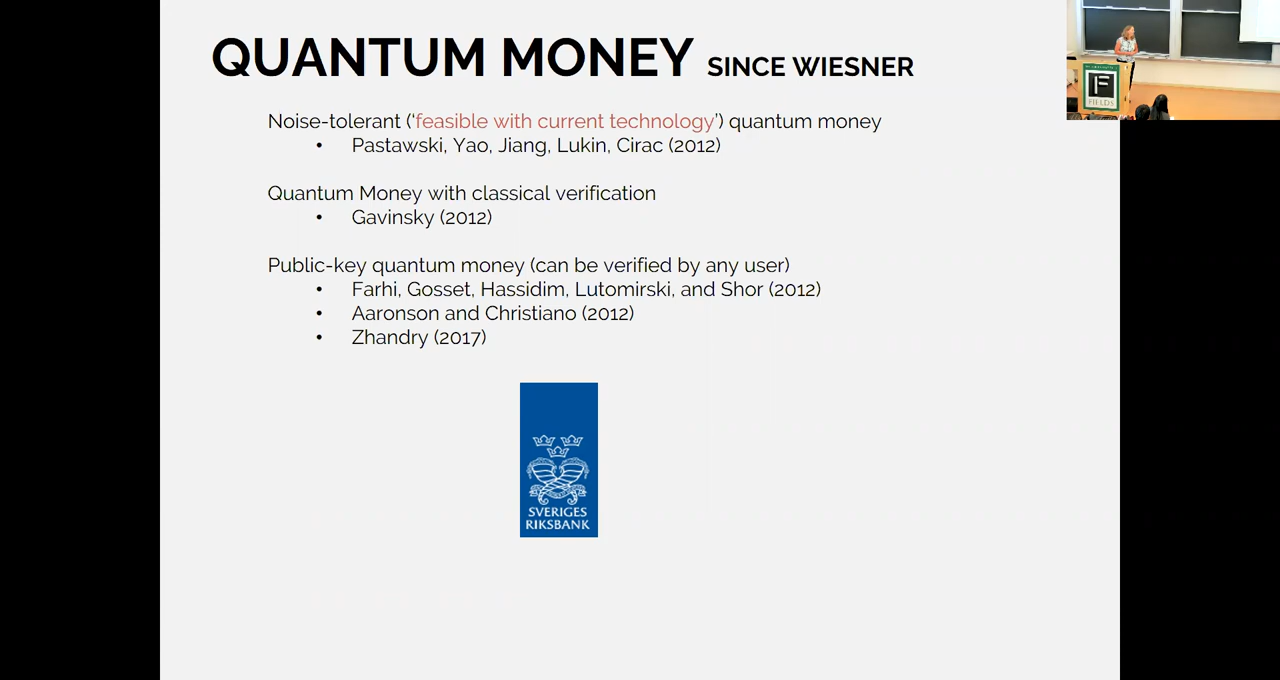 QUANTUM MONEY SINCE WIESNER
Noise-tolerant (‘feasible with current technology’) quantum money
• Pastawski, Yao, Jiang, Lukin, Cirac (2012)
Quantum Money with classical verification
• Gavinsky (2012)
Public-key quantum money (can be verified by any user)
• Farhi, Gosset, Hassidim, Lutomirski, and Shor (2012)
• Aaronson and Christiano (2012)
• Zhandry (2017)
SVERIGES
RIKSBANK
FIELDS